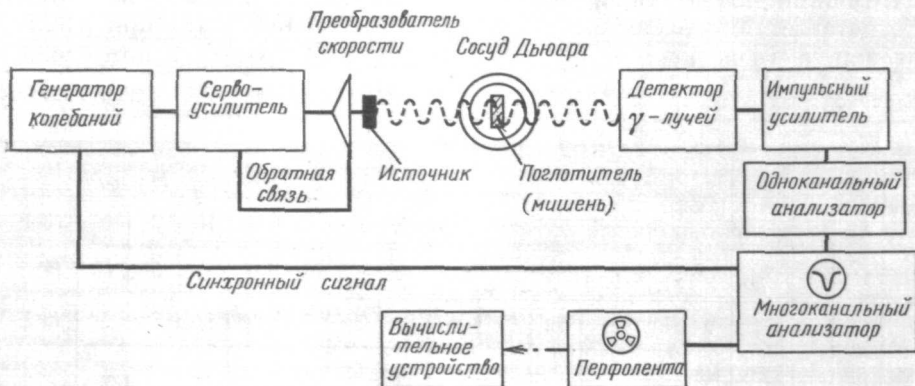 Преобразователь
скорости
Сосуд Дьюара
Генератор
колебаний
Серво-
усилитель
Детектор
γ-лучей
Импульсный
усилитель
Обратная
связь
Источник
Поглотитель
(мишень)
Одноканальный
анализатор
Синхронный сигнал
Многоканальный
анализатор
Вычисли-
тельное
устройство
Перфолента